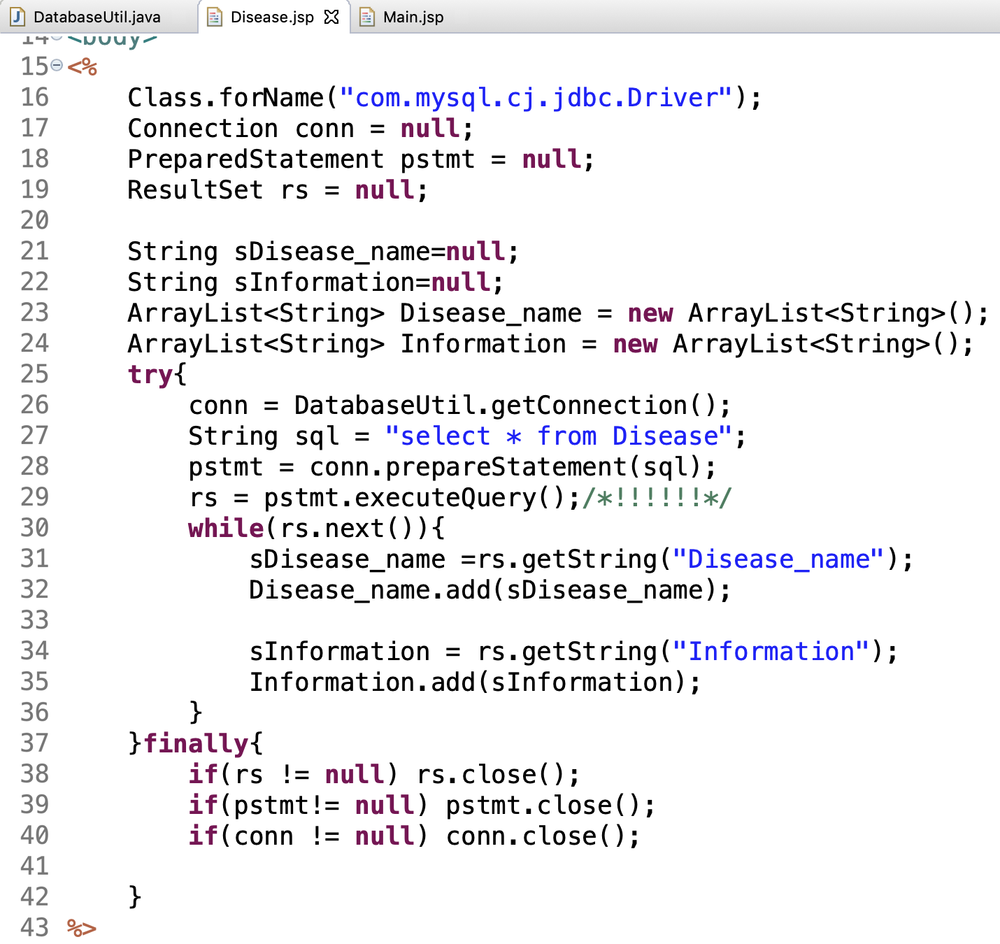 DatabaseUtil.java Disease.jsp Main.jsp
14 <body>
15 <%
16 Class.forName("com.mysql.cj.jdbc.Driver");
17 Connection conn = null;
18 PreparedStatement pstmt = null;
19 ResultSet rs = null;
20
21 String sDisease_name=null;
22 String sInformation=null;
23 ArrayList<String> Disease_name = new ArrayList<String>();
24 ArrayList<String> Information = new ArrayList<String>();
25 try{
26 conn = DatabaseUtil.getConnection();
27 String sql = "select * from Disease";
28 pstmt = conn.prepareStatement(sql);
29 rs = pstmt.executeQuery();/*!!!!!!*/
30 while(rs.next()){
31 sDisease_name =rs.getString("Disease_name");
32 Disease_name.add(sDisease_name);
33
34 sInformation = rs.getString("Information");
35 Information.add(sInformation);
36 }
37 }finally{
38 if(rs != null) rs.close();
39 if(pstmt!= null) pstmt.close();
40 if(conn != null) conn.close();
41
42 }
43 %>